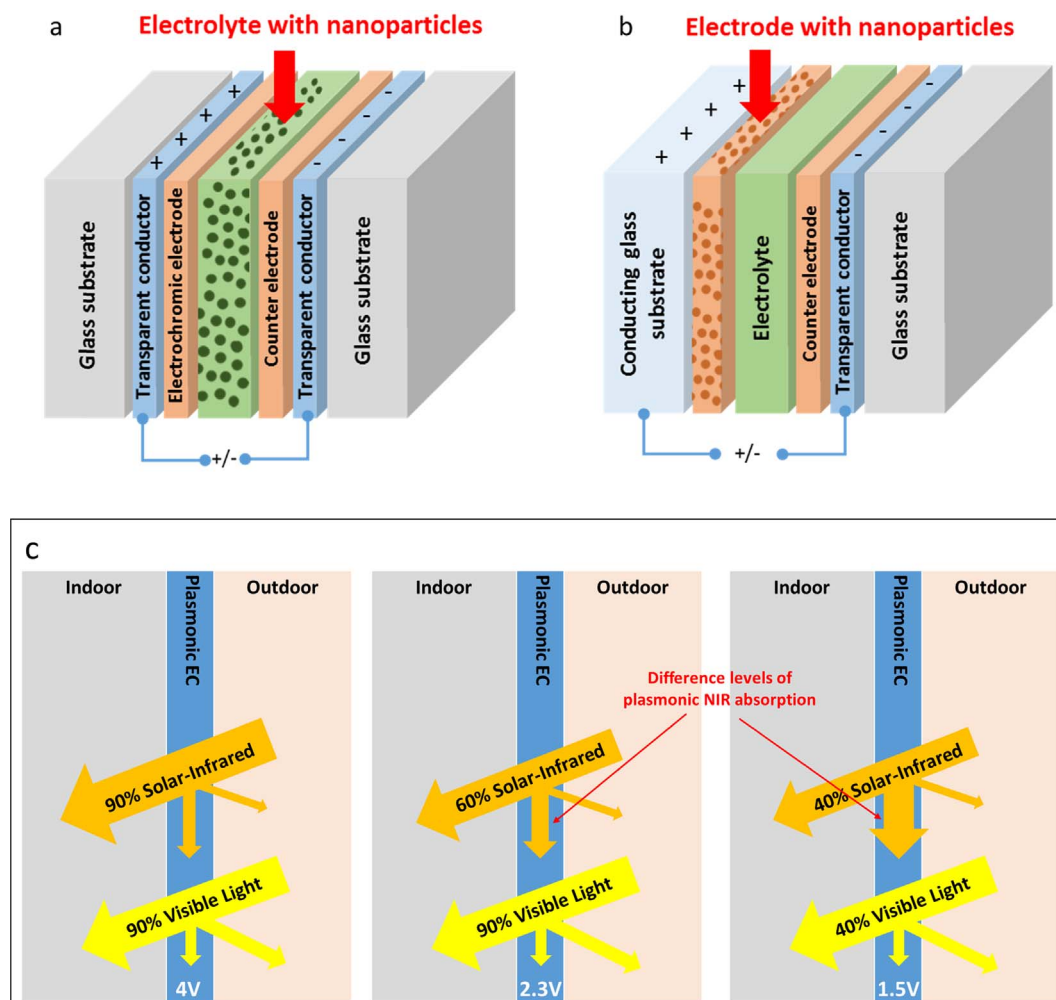 a
Electrolyte with nanoparticles
+ + + +
- - - -
Glass substrate
Transparent conductor
Electrochromic electrode
Counter electrode
Transparent conductor
Glass substrate
+/-
b
Electrode with nanoparticles
+ + + +
- - - -
Conducting glass
substrate
Electrolyte
Counter electrode
Transparent conductor
Glass substrate
+/-
c
Indoor
Plasmonic EC
Outdoor
90% Solar-Infrared
90% Visible Light
4V
Indoor
Plasmonic EC
Outdoor
60% Solar-Infrared
90% Visible Light
2.3V
Difference levels of
plasmonic NIR absorption
Indoor
Plasmonic EC
Outdoor
40% Solar-Infrared
40% Visible Light
1.5V